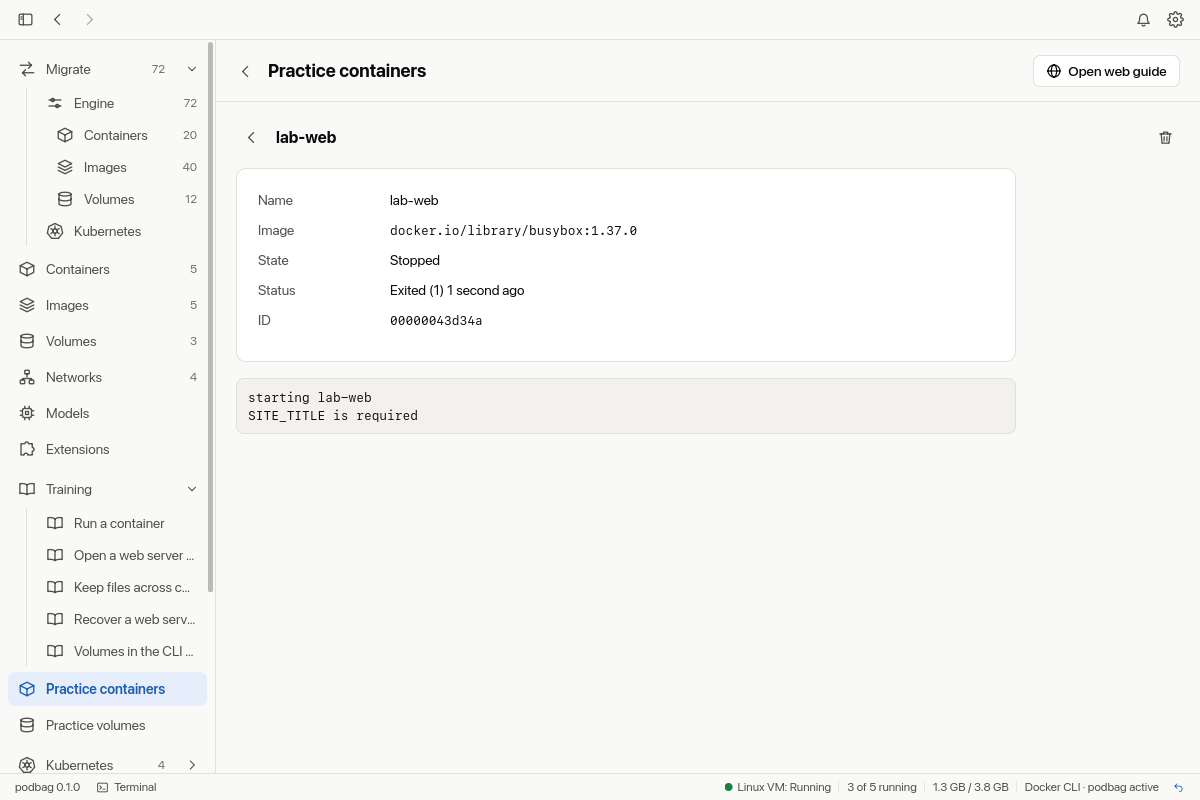 Migrate 72
Engine 72
Containers 20
Images 40
Volumes 12
Kubernetes
Containers 5
Images 5
Volumes 3
Networks 4
Models
Extensions
Training
Run a container
Open a web server ...
Keep files across c...
Recover a web serv...
Volumes in the CLI ...
Practice containers
Practice volumes
Kubernetes 4
Practice containers
Open web guide
lab-web
Name lab-web
Image docker.io/library/busybox:1.37.0
State Stopped
Status Exited (1) 1 second ago
ID 00000043d34a
starting lab-web
SITE_TITLE is required
podbag 0.1.0 Terminal Linux VM: Running 3 of 5 running 1.3 GB / 3.8 GB Docker CLI · podbag active